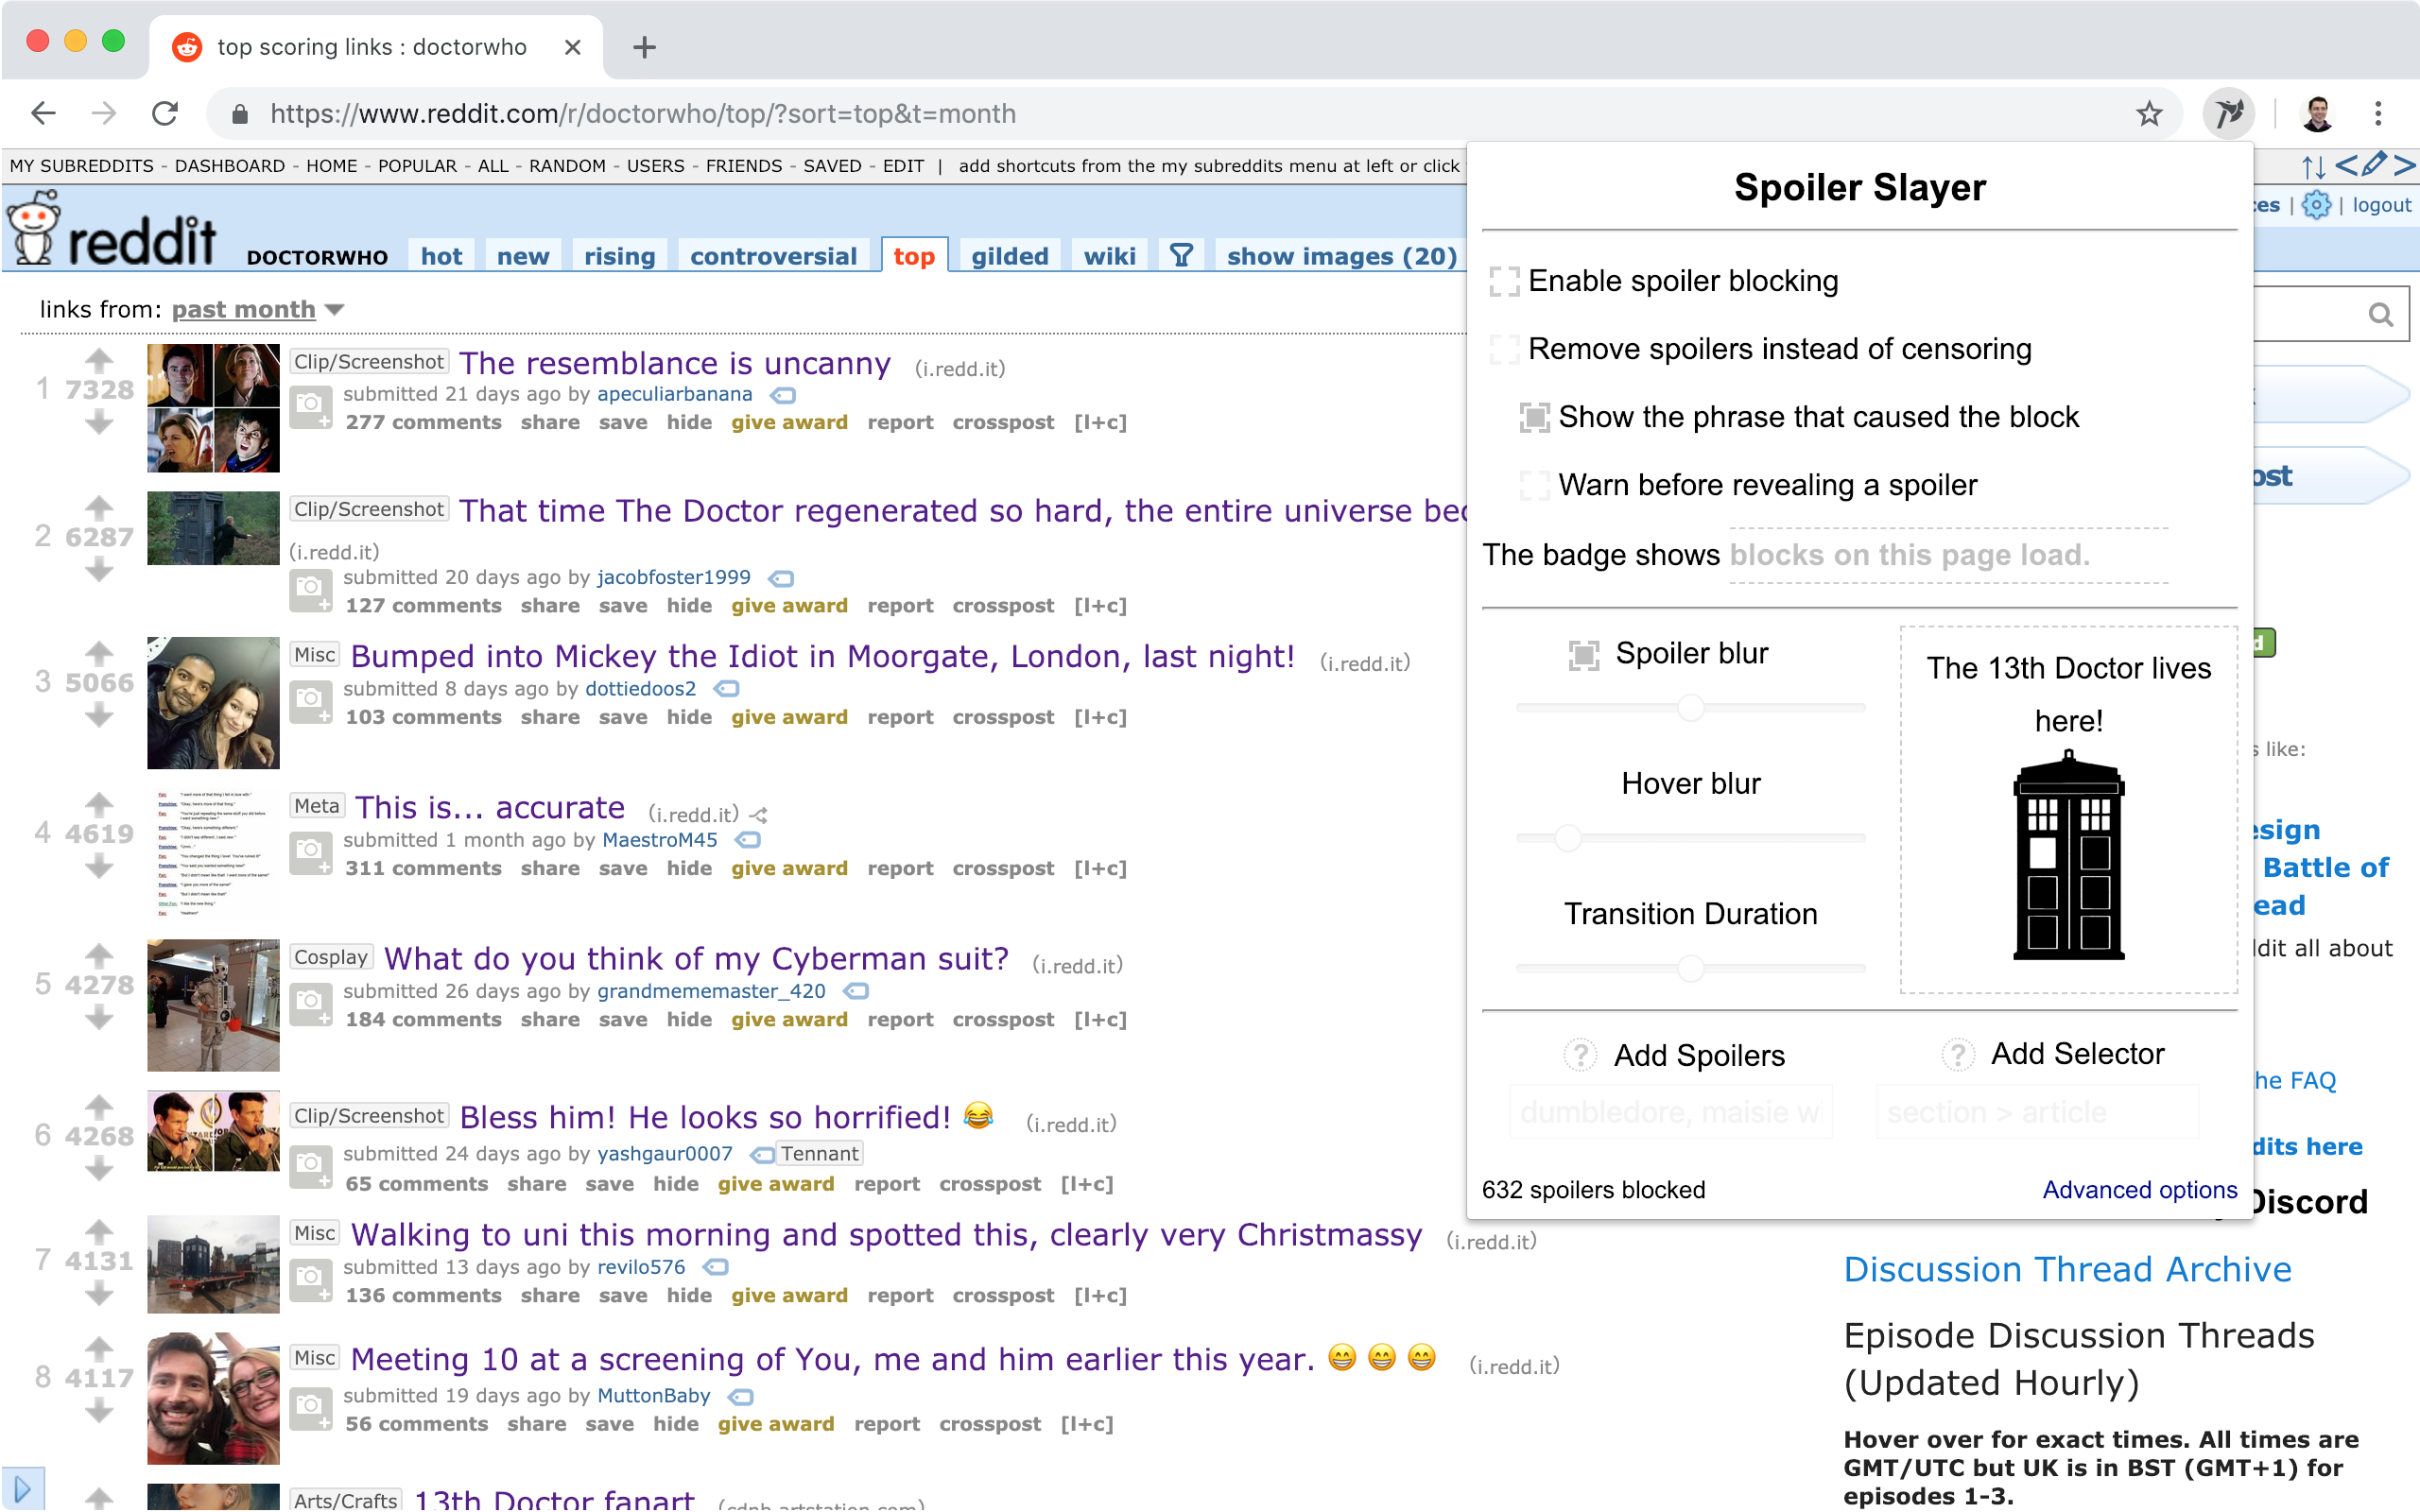 top scoring links : doctorwho
https://www.reddit.com/r/doctorwho/top/?sort=top&t=month
MY SUBREDDITS - DASHBOARD - HOME - POPULAR - ALL - RANDOM - USERS - FRIENDS - SAVED - EDIT | add shortcuts from the my subreddits menu at left or click
reddit DOCTORWHO hot new rising controversial top gilded wiki show images (20)
| logout
links from: past month
1 7328
Clip/Screenshot The resemblance is uncanny (i.redd.it)
submitted 21 days ago by apeculiarbanana
277 comments share save hide give award report crosspost [l+c]
2 6287
Clip/Screenshot That time The Doctor regenerated so hard, the entire universe
(i.redd.it)
submitted 20 days ago by jacobfoster1999
127 comments share save hide give award report crosspost [l+c]
3 5066
Misc Bumped into Mickey the Idiot in Moorgate, London, last night! (i.redd.it)
submitted 8 days ago by dottiedoos2
103 comments share save hide give award report crosspost [l+c]
4 4619
Meta This is... accurate (i.redd.it)
submitted 1 month ago by MaestroM45
311 comments share save hide give award report crosspost [l+c]
5 4278
Cosplay What do you think of my Cyberman suit? (i.redd.it)
submitted 26 days ago by grandmememaster_420
184 comments share save hide give award report crosspost [l+c]
6 4268
Clip/Screenshot Bless him! He looks so horrified! 😂 (i.redd.it)
submitted 24 days ago by yashgaur0007 Tennant
65 comments share save hide give award report crosspost [l+c]
7 4131
Misc Walking to uni this morning and spotted this, clearly very Christmassy (i.redd.it)
submitted 13 days ago by revilo576
136 comments share save hide give award report crosspost [l+c]
8 4117
Misc Meeting 10 at a screening of You, me and him earlier this year. 😁 😁 😁 (i.redd.it)
submitted 19 days ago by MuttonBaby
56 comments share save hide give award report crosspost [l+c]
Arts/Crafts 13th Doctor fanart (cdnb.artstation.com)
Spoiler Slayer
Enable spoiler blocking
Remove spoilers instead of censoring
Show the phrase that caused the block
Warn before revealing a spoiler
The badge shows blocks on this page load.
Spoiler blur
Hover blur
Transition Duration
The 13th Doctor lives
here!
? Add Spoilers
dumbledore, maisie w
? Add Selector
section > article
632 spoilers blocked
Advanced options
like:
Battle of
all about
the FAQ
here
Discord
Discussion Thread Archive
Episode Discussion Threads
(Updated Hourly)
Hover over for exact times. All times are
GMT/UTC but UK is in BST (GMT+1) for
episodes 1-3.